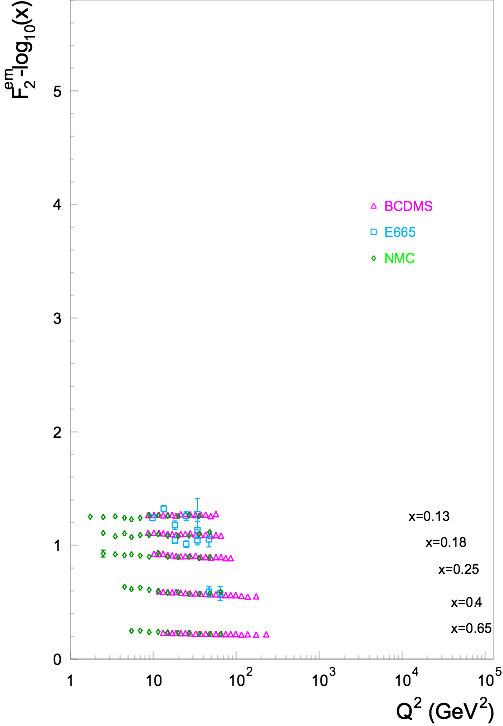 F₂ᵉᵐ-log₁₀(x)
5
4
BCDMS
E665
NMC
3
2
x=0.13
x=0.18
1
x=0.25
x=0.4
x=0.65
0
1 10 10² 10³ 10⁴ 10⁵
Q² (GeV²)